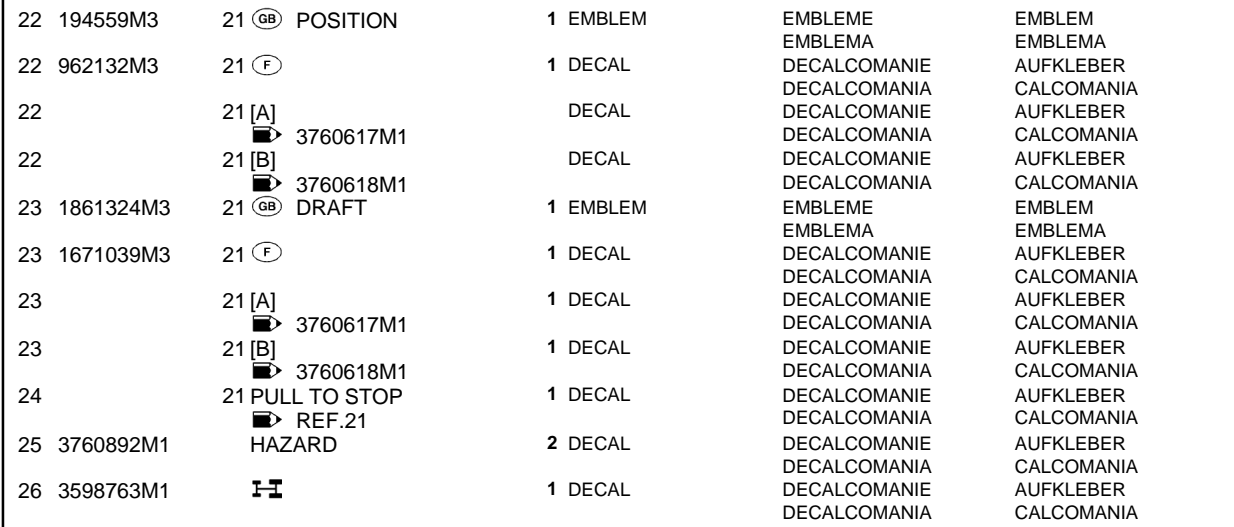 22 194559M3 21 GB POSITION 1 EMBLEM EMBLEME EMBLEM
EMBLEMA EMBLEMA
22 962132M3 21 F 1 DECAL DECALCOMANIE AUFKLEBER
DECALCOMANIA CALCOMANIA
22 21 [A] DECAL DECALCOMANIE AUFKLEBER
3760617M1 DECALCOMANIA CALCOMANIA
22 21 [B] DECAL DECALCOMANIE AUFKLEBER
3760618M1 DECALCOMANIA CALCOMANIA
23 1861324M3 21 GB DRAFT 1 EMBLEM EMBLEME EMBLEM
EMBLEMA EMBLEMA
23 1671039M3 21 F 1 DECAL DECALCOMANIE AUFKLEBER
DECALCOMANIA CALCOMANIA
23 21 [A] 1 DECAL DECALCOMANIE AUFKLEBER
3760617M1 DECALCOMANIA CALCOMANIA
23 21 [B] 1 DECAL DECALCOMANIE AUFKLEBER
3760618M1 DECALCOMANIA CALCOMANIA
24 21 PULL TO STOP 1 DECAL DECALCOMANIE AUFKLEBER
REF.21 DECALCOMANIA CALCOMANIA
25 3760892M1 HAZARD 2 DECAL DECALCOMANIE AUFKLEBER
DECALCOMANIA CALCOMANIA
26 3598763M1 1 DECAL DECALCOMANIE AUFKLEBER
DECALCOMANIA CALCOMANIA